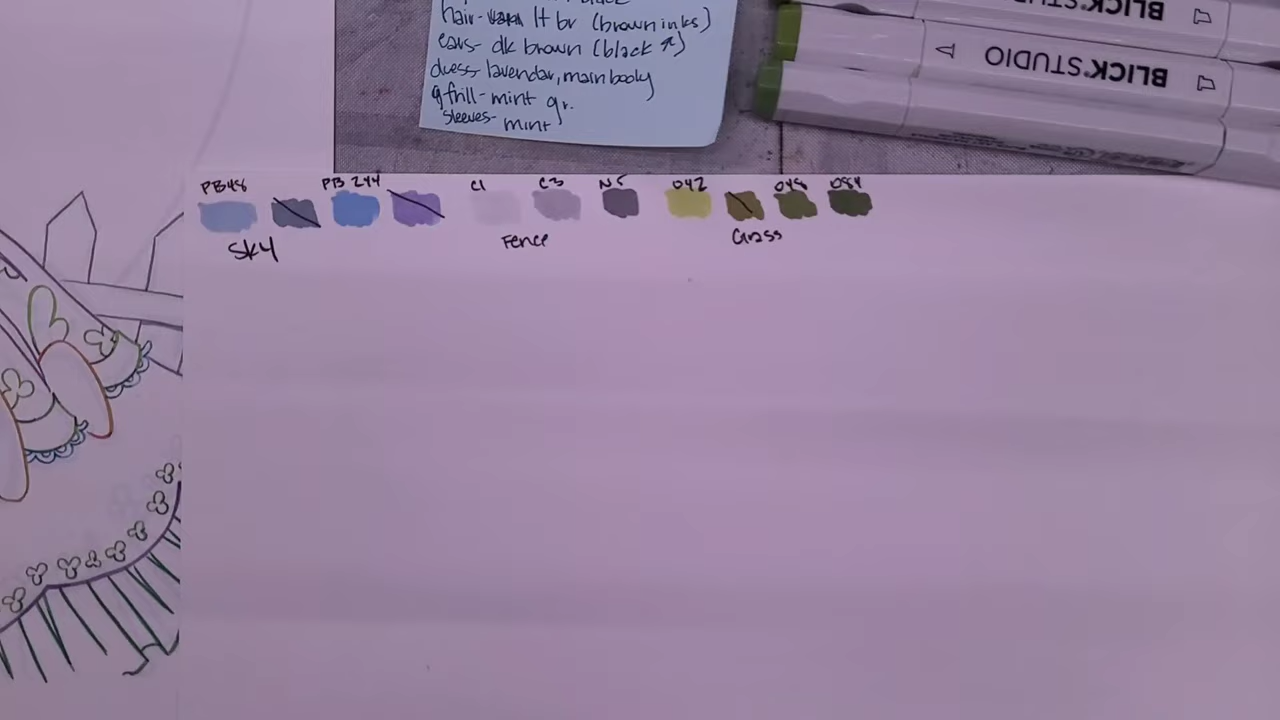 hair- lt br (brown inks)
ears- dk brown (black )
dress- lavendar, main body
frill- mint gr.
sleeves- mint
BLICK STUDIO
BLICK STUDIO
PB48 PB 244 C1 C3 N5 042 048 084
Sky Fence Grass